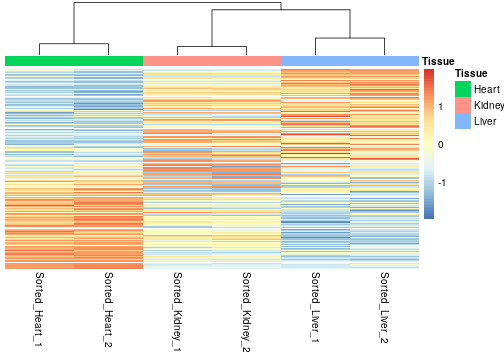 Tissue
Tissue
Heart
Kidney
Liver
1
0
-1
Sorted_Heart_1
Sorted_Heart_2
Sorted_Kidney_1
Sorted_Kidney_2
Sorted_Liver_1
Sorted_Liver_2